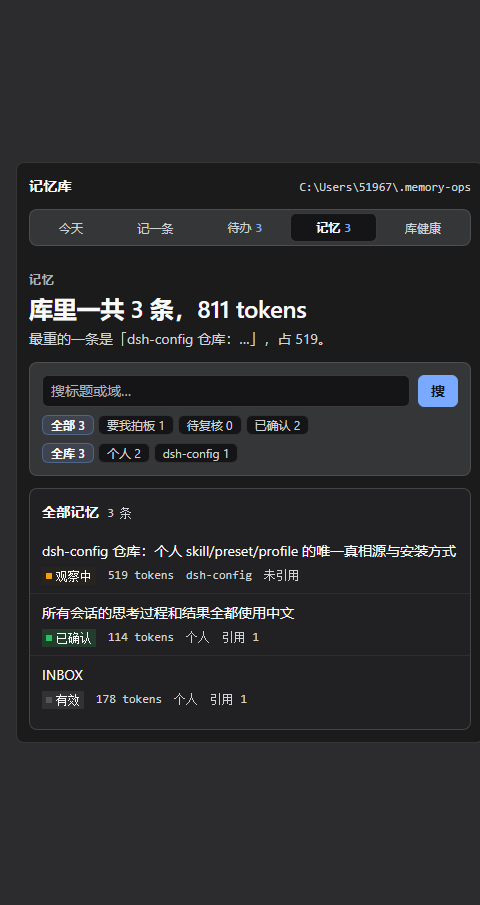 记忆库 C:\Users\51967\.memory-ops
今天 记一条 待办 3 记忆 3 库健康
记忆
库里一共 3 条，811 tokens
最重的一条是「dsh-config 仓库：…」，占 519。
搜标题或域… 搜
全部 3 要我拍板 1 待复核 0 已确认 2
全库 3 个人 2 dsh-config 1
全部记忆 3 条
dsh-config 仓库：个人 skill/preset/profile 的唯一真相源与安装方式
观察中 519 tokens dsh-config 未引用
所有会话的思考过程和结果全都使用中文
已确认 114 tokens 个人 引用 1
INBOX
有效 178 tokens 个人 引用 1